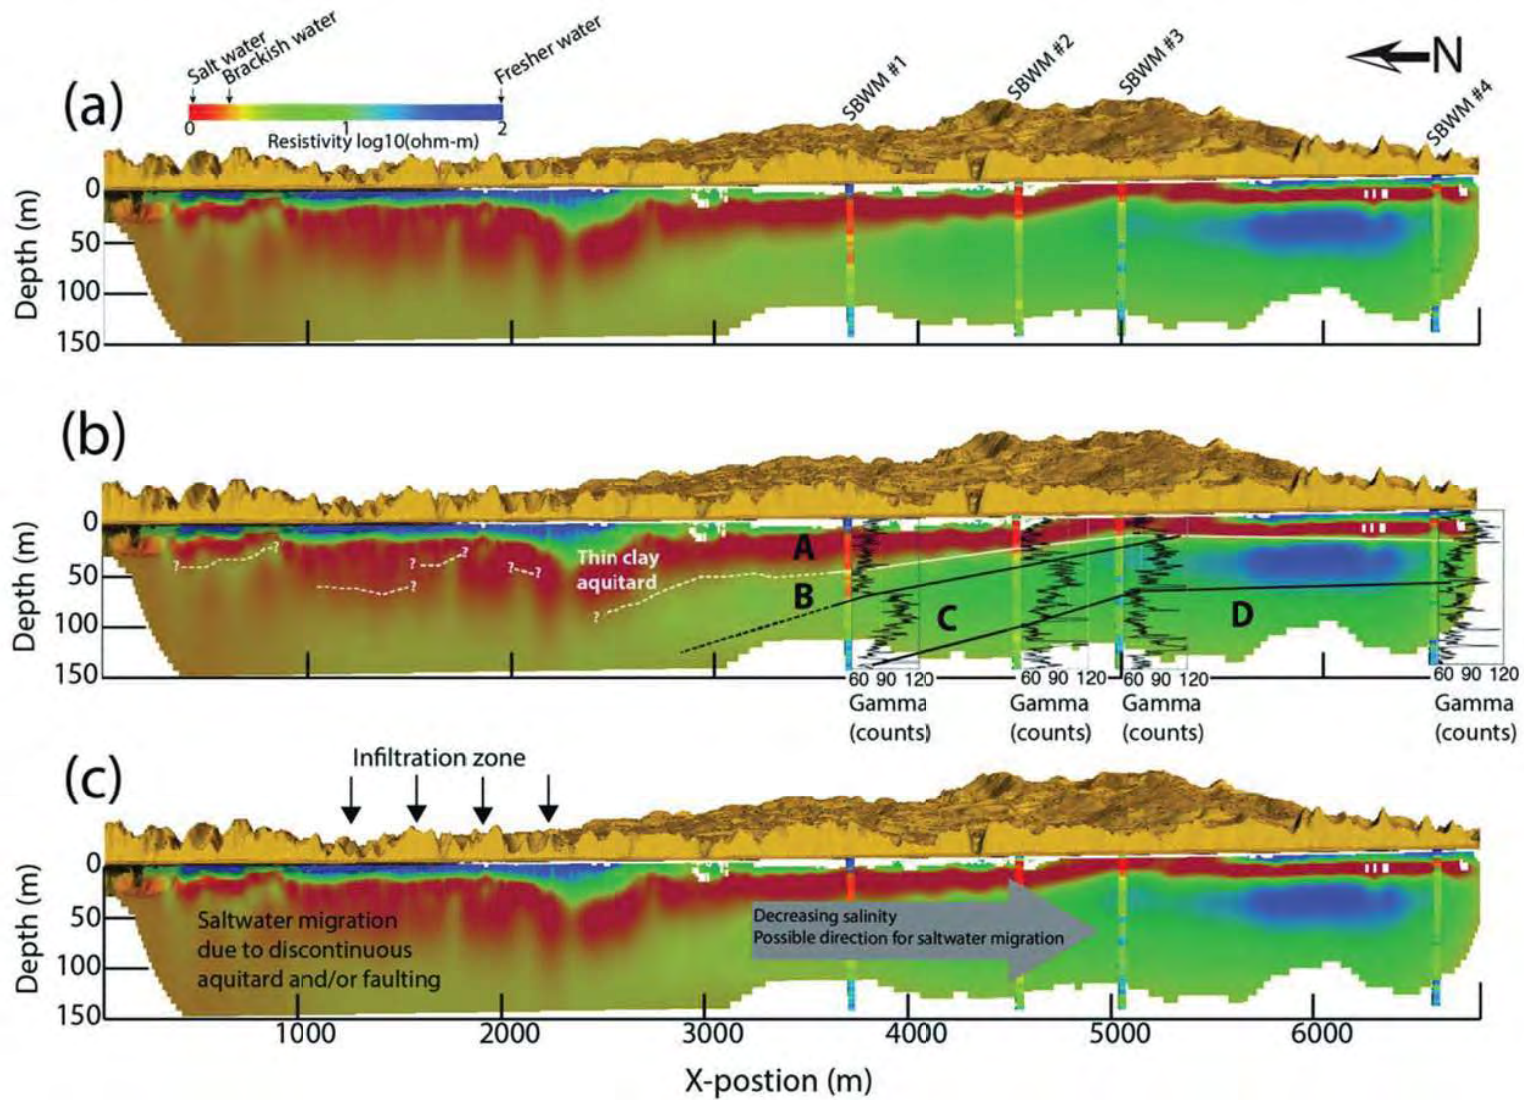 Salt water
Brackish water
Fresher water
(a)
0 1 2
Resistivity log10(ohm-m)
SBWM #1
SBWM #2
SBWM #3
SBWM #4
N
Depth (m)
0
50
100
150
(b)
Depth (m)
0
50
100
150
? ? ? ? ? ? ? ?
Thin clay
aquitard
A
B
C
D
60 90 120
Gamma
(counts)
60 90 120
Gamma
(counts)
60 90 120
Gamma
(counts)
60 90 120
Gamma
(counts)
(c)
Infiltration zone
Depth (m)
0
50
100
150
Saltwater migration
due to discontinuous
aquitard and/or faulting
Decreasing salinity
Possible direction for saltwater migration
1000 2000 3000 4000 5000 6000
X-postion (m)